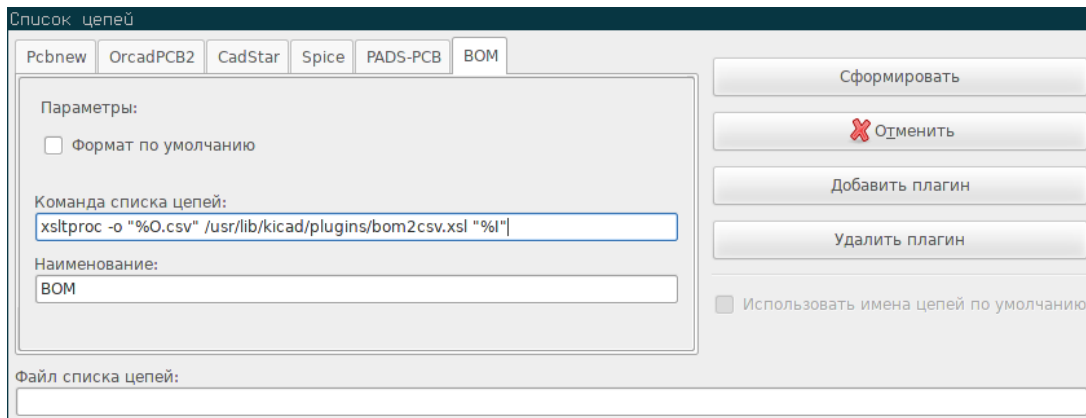 Список цепей
Pcbnew OrcadPCB2 CadStar Spice PADS-PCB BOM
Параметры:
Формат по умолчанию
Команда списка цепей:
xsltproc -o "%O.csv" /usr/lib/kicad/plugins/bom2csv.xsl "%I"
Наименование:
BOM
Сформировать
Отменить
Добавить плагин
Удалить плагин
Использовать имена цепей по умолчанию
Файл списка цепей: